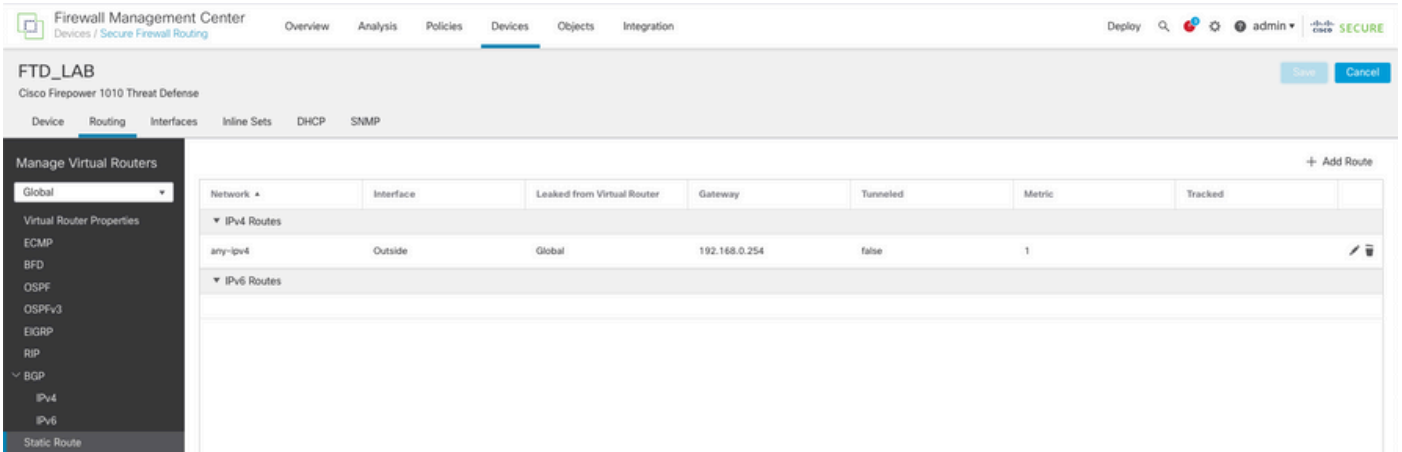 Firewall Management Center
Devices / Secure Firewall Routing
Overview Analysis Policies Devices Objects Integration
Deploy admin cisco SECURE
FTD_LAB
Save Cancel
Cisco Firepower 1010 Threat Defense
Device Routing Interfaces Inline Sets DHCP SNMP
Manage Virtual Routers
+ Add Route
Global
Network Interface Leaked from Virtual Router Gateway Tunneled Metric Tracked
Virtual Router Properties
IPv4 Routes
ECMP
any-ipv4 Outside Global 192.168.0.254 false 1
BFD
IPv6 Routes
OSPF
OSPFv3
EIGRP
RIP
BGP
IPv4
IPv6
Static Route